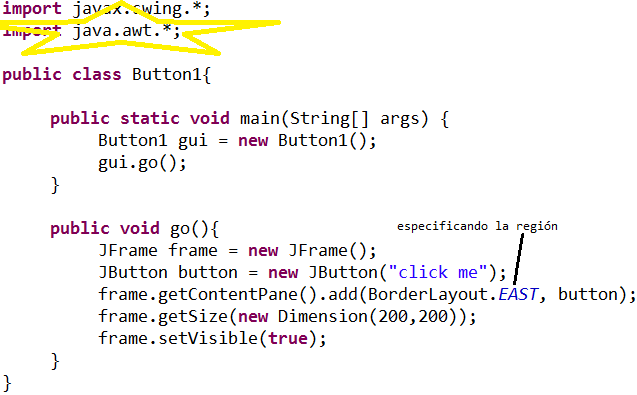 import javax.swing.*;
import java.awt.*;
public class Button1{
public static void main(String[] args) {
Button1 gui = new Button1();
gui.go();
}
public void go(){
especificando la región
JFrame frame = new JFrame();
JButton button = new JButton("click me");
frame.getContentPane().add(BorderLayout.EAST, button);
frame.getSize(new Dimension(200,200));
frame.setVisible(true);
}
}